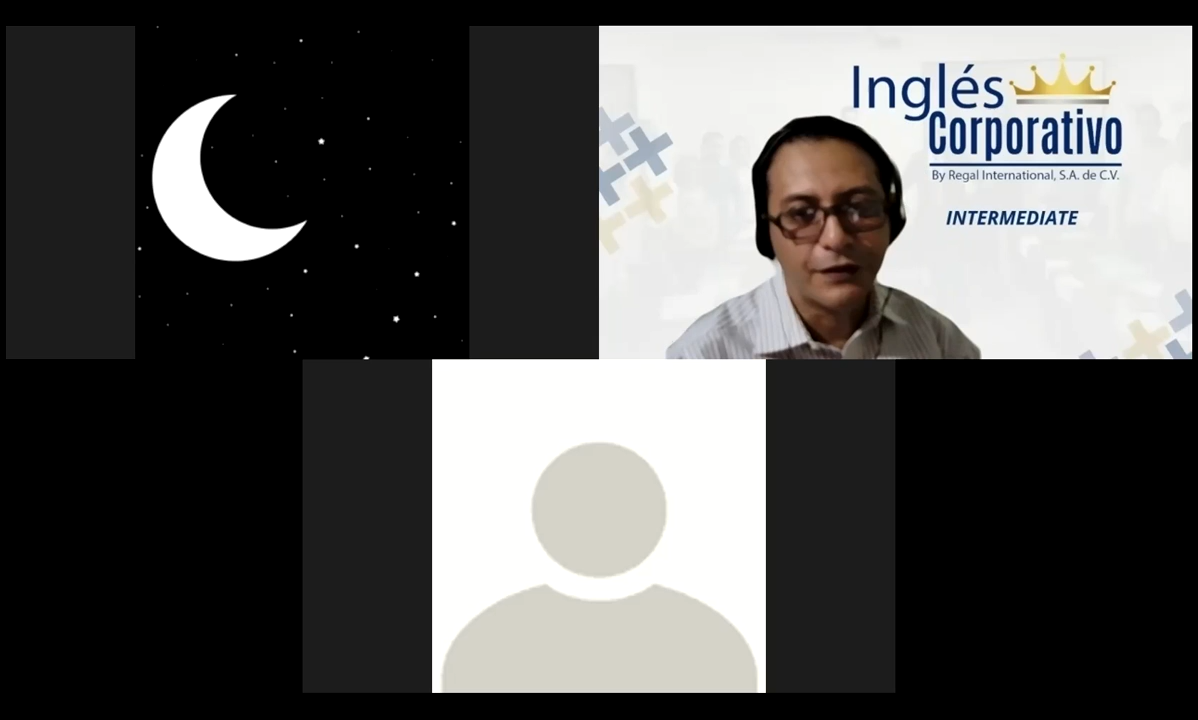 Inglés
Corporativo
By Regal International, S.A. de C.V.
INTERMEDIATE